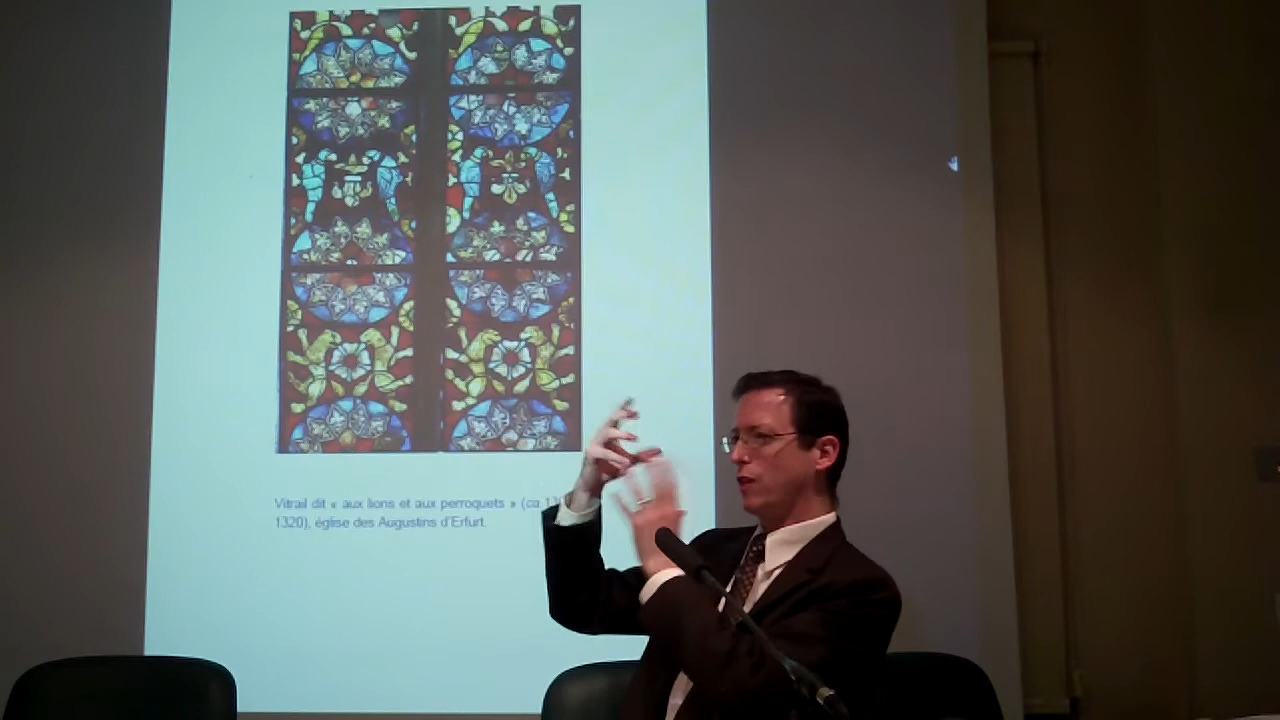 Vitrail dit « aux lions et aux perroquets » (ca
1320), église des Augustins d'Erfurt.